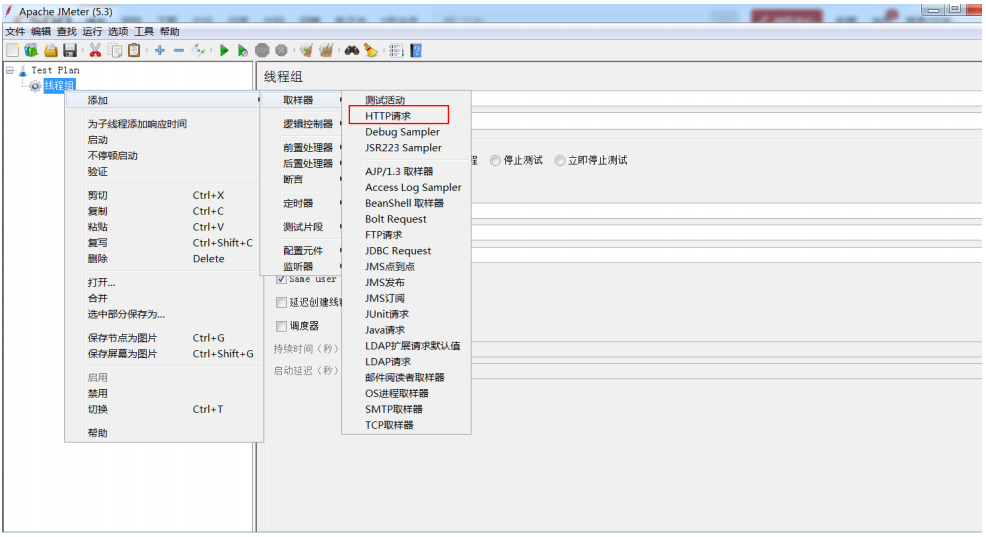 Apache JMeter (5.3)
文件 编辑 查找 运行 选项 工具 帮助
Test Plan
线程组
线程组
添加
为子线程添加响应时间
启动
不停顿启动
验证
剪切 Ctrl+X
复制 Ctrl+C
粘贴 Ctrl+V
复写 Ctrl+Shift+C
删除 Delete
打开...
合并
选中部分保存为...
保存节点为图片 Ctrl+G
保存屏幕为图片 Ctrl+Shift+G
启用
禁用
切换 Ctrl+T
帮助
取样器
逻辑控制器
前置处理器
后置处理器
断言
定时器
测试片段
配置元件
监听器
测试活动
HTTP请求
Debug Sampler
JSR223 Sampler
AJP/1.3 取样器
Access Log Sampler
BeanShell 取样器
Bolt Request
FTP请求
JDBC Request
JMS点到点
JMS发布
JMS订阅
JUnit请求
Java请求
LDAP扩展请求默认值
LDAP请求
邮件阅读者取样器
OS进程取样器
SMTP取样器
TCP取样器
程 停止测试 立即停止测试
Same user
延迟创建线
调度器
持续时间（秒）
启动延迟（秒）